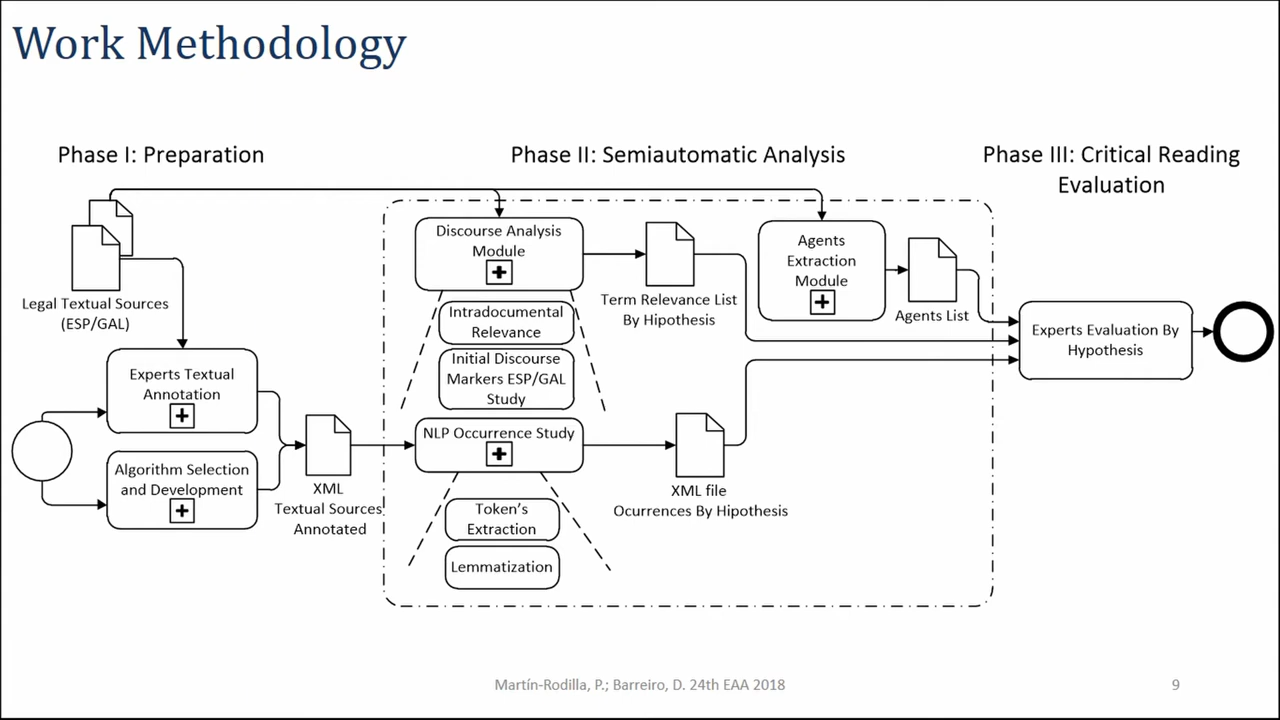 Work Methodology
Phase I: Preparation
Phase II: Semiautomatic Analysis
Phase III: Critical Reading
Evaluation
Legal Textual Sources
(ESP/GAL)
Experts Textual
Annotation
Algorithm Selection
and Development
XML
Textual Sources
Annotated
Discourse Analysis
Module
Intradocumental
Relevance
Initial Discourse
Markers ESP/GAL
Study
NLP Occurrence Study
Token's
Extraction
Lemmatization
Term Relevance List
By Hipothesis
XML file
Ocurrences By Hipothesis
Agents
Extraction
Module
Agents List
Experts Evaluation By
Hypothesis
Martín-Rodilla, P.; Barreiro, D. 24th EAA 2018
9